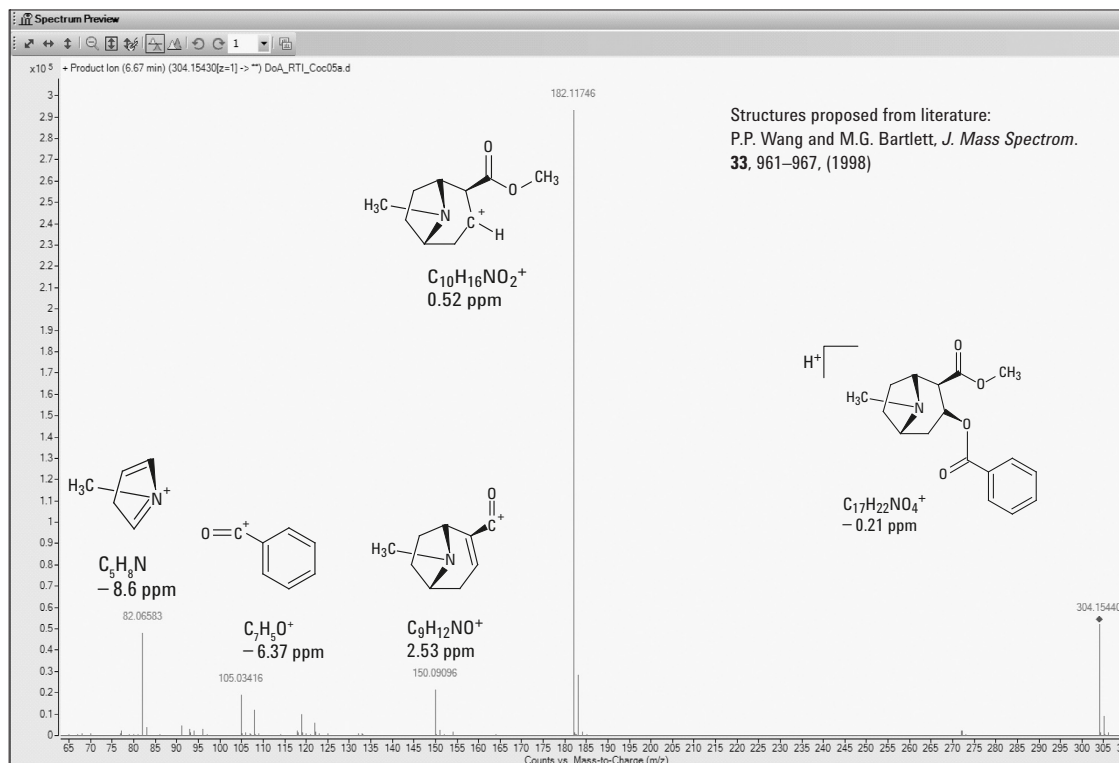 Spectrum Preview
1
x10⁵
+ Product Ion (6.67 min) (304.15430[z=1] -> **) DoA_RTI_Coc05a.d
3
2.9
2.8
2.7
2.6
2.5
2.4
2.3
2.2
2.1
2
1.9
1.8
1.7
1.6
1.5
1.4
1.3
1.2
1.1
1
0.9
0.8
0.7
0.6
0.5
0.4
0.3
0.2
0.1
0
182.11746
Structures proposed from literature:
P.P. Wang and M.G. Bartlett, J. Mass Spectrom.
33, 961–967, (1998)
O
O
CH₃
H₃C
N
C
+
H
C₁₀H₁₆NO₂⁺
0.52 ppm
H⁺
O
O
CH₃
H₃C
N
O
O
C₁₇H₂₂NO₄⁺
– 0.21 ppm
H₃C
N
+
C₅H₈N
– 8.6 ppm
82.06583
O=C
+
C₇H₅O⁺
– 6.37 ppm
105.03416
O
C
+
H₃C
N
C₉H₁₂NO⁺
2.53 ppm
150.09096
304.15440
65 70 75 80 85 90 95 100 105 110 115 120 125 130 135 140 145 150 155 160 165 170 175 180 185 190 195 200 205 210 215 220 225 230 235 240 245 250 255 260 265 270 275 280 285 290 295 300 305
Counts vs. Mass-to-Charge (m/z)